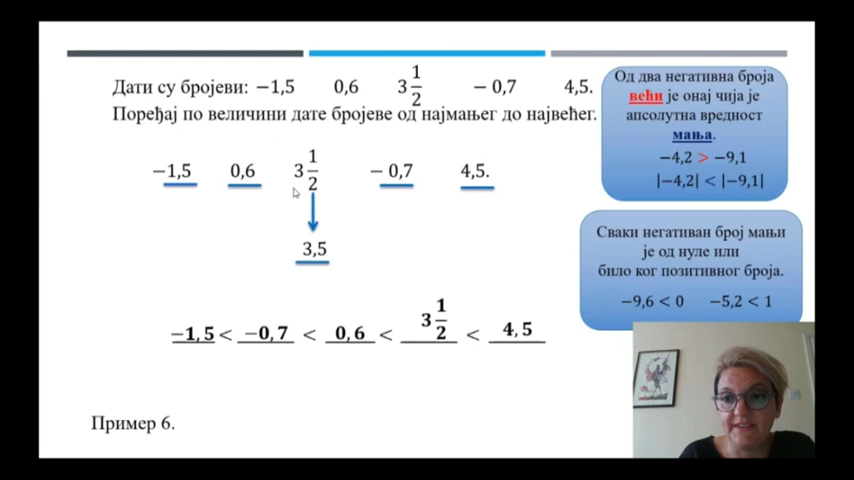 Дати су бројеви: −1,5 0,6 3 1/2 − 0,7 4,5.
Поређај по величини дате бројеве од најмањег до највећег.
−1,5 0,6 3 1/2 − 0,7 4,5.
3,5
−1,5 < −0,7 < 0,6 < 3 1/2 < 4,5
Пример 6.
Од два негативна броја
већи је онај чија је
апсолутна вредност
мања.
−4,2 > −9,1
|−4,2| < |−9,1|
Сваки негативан број мањи
је од нуле или
било ког позитивног броја.
−9,6 < 0 −5,2 < 1